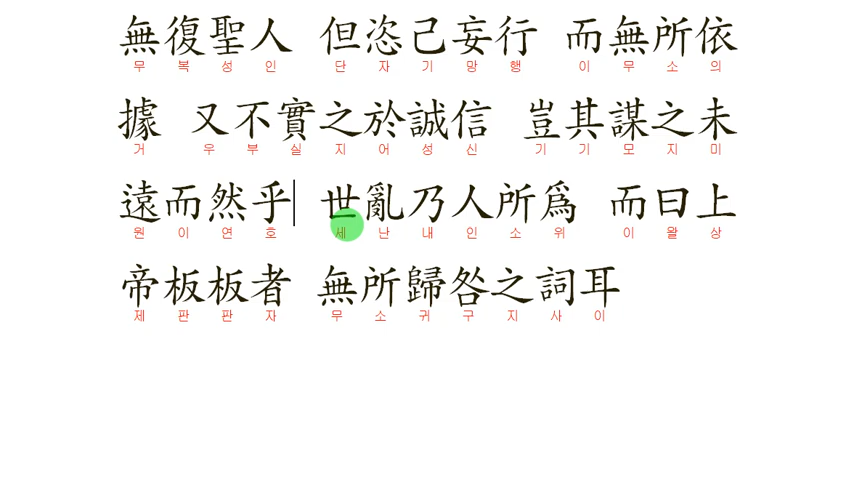 無復聖人 但恣己妄行 而無所依
무 복 성 인 단 자 기 망 행 이 무 소 의
據 又不實之於誠信 豈其謀之未
거 우 부 실 지 어 성 신 기 기 모 지 미
遠而然乎 世亂乃人所爲 而曰上
원 이 연 호 세 난 내 인 소 위 이 왈 상
帝板板者 無所歸咎之詞耳
제 판 판 자 무 소 귀 구 지 사 이